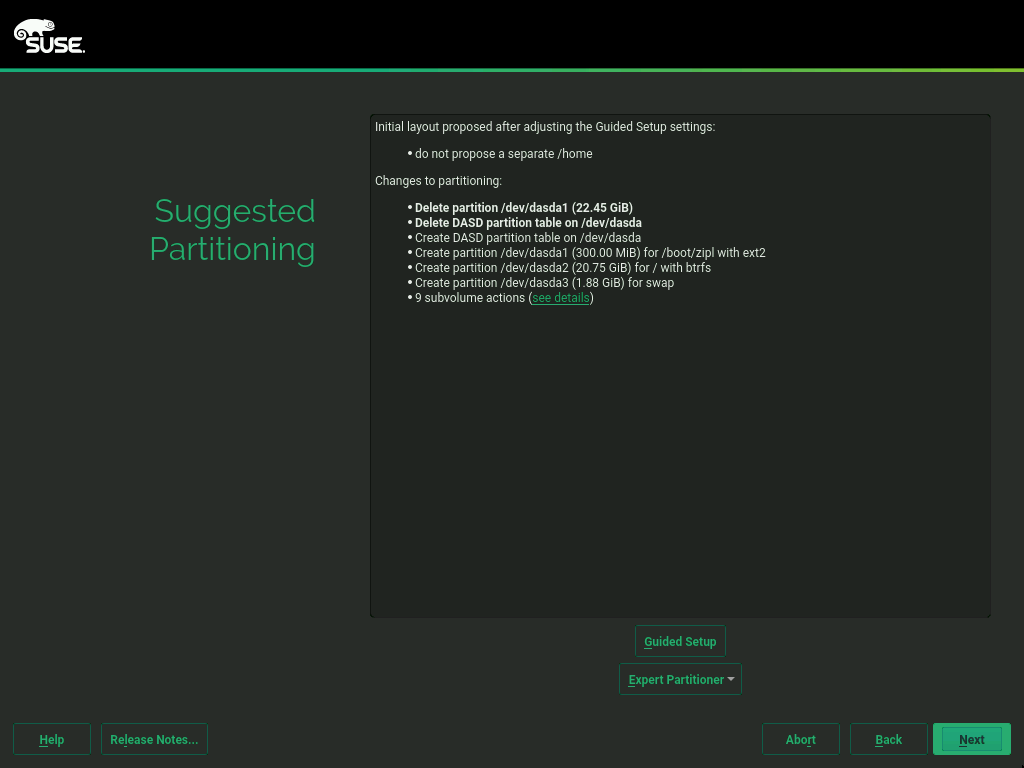 SUSE.
Suggested
Partitioning
Initial layout proposed after adjusting the Guided Setup settings:
• do not propose a separate /home
Changes to partitioning:
• Delete partition /dev/dasda1 (22.45 GiB)
• Delete DASD partition table on /dev/dasda
• Create DASD partition table on /dev/dasda
• Create partition /dev/dasda1 (300.00 MiB) for /boot/zipl with ext2
• Create partition /dev/dasda2 (20.75 GiB) for / with btrfs
• Create partition /dev/dasda3 (1.88 GiB) for swap
• 9 subvolume actions (see details)
Guided Setup
Expert Partitioner
Help Release Notes... Abort Back Next